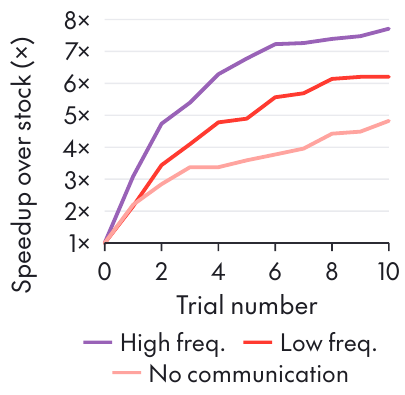 Speedup over stock (×)
8×
7×
6×
5×
4×
3×
2×
1×
0 2 4 6 8 10
Trial number
High freq. Low freq.
No communication